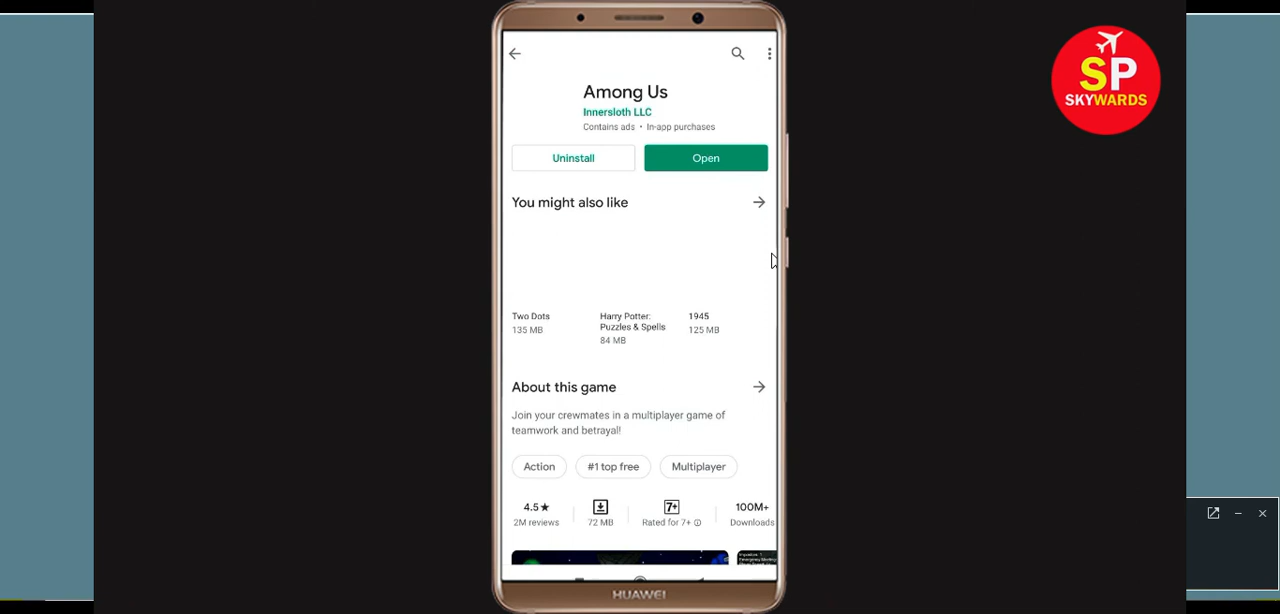 Among Us
Innersloth LLC
Contains ads • In-app purchases
Uninstall
Open
You might also like
Two Dots
135 MB
Harry Potter:
Puzzles & Spells
84 MB
1945
125 MB
About this game
Join your crewmates in a multiplayer game of
teamwork and betrayal!
Action
#1 top free
Multiplayer
4.5★
2M reviews
72 MB
7+
Rated for 7+
100M+
Downloads
HUAWEI
SP
SKYWARDS